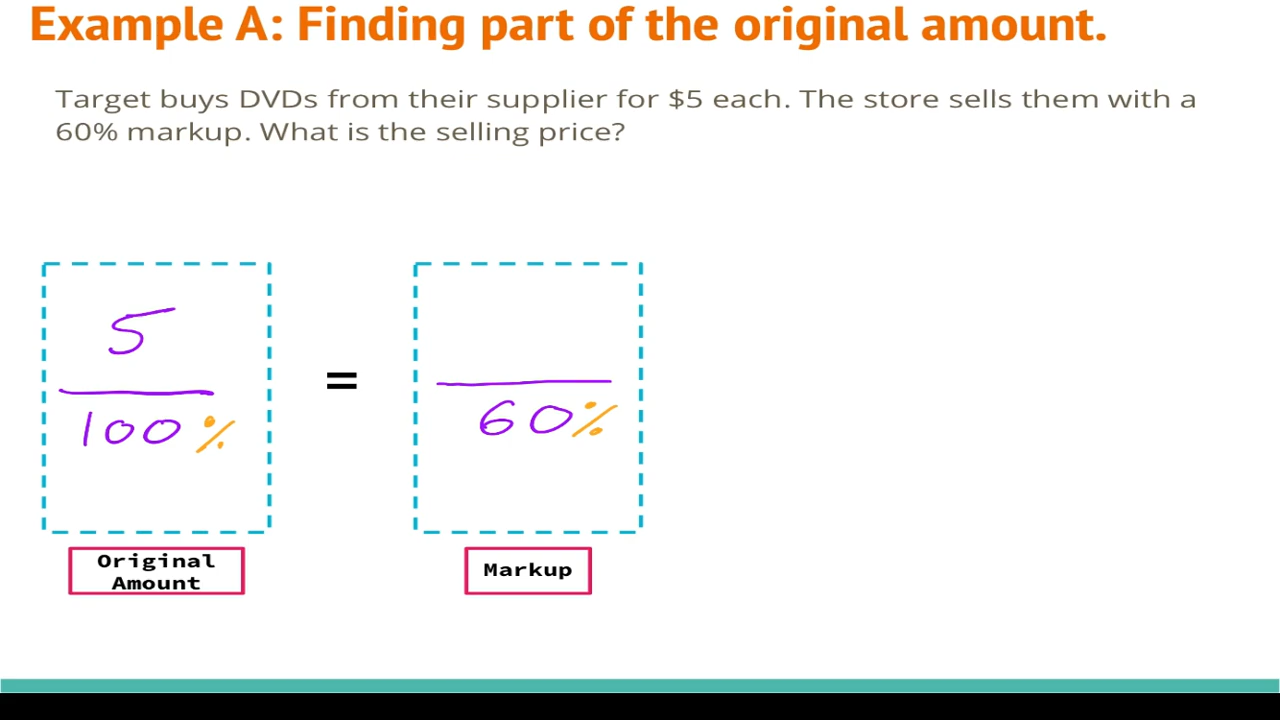 Example A: Finding part of the original amount.
Target buys DVDs from their supplier for $5 each. The store sells them with a
60% markup. What is the selling price?
5
100%
=
60%
Original
Amount
Markup